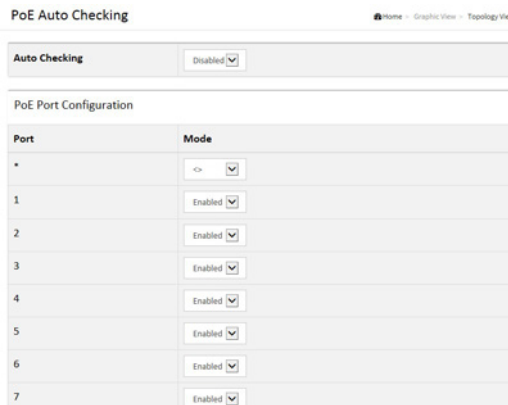 PoE Auto Checking
Home > Graphic View > Topology Vie
Auto Checking Disabled
PoE Port Configuration
Port Mode
* <>
1 Enabled
2 Enabled
3 Enabled
4 Enabled
5 Enabled
6 Enabled
7 Enabled